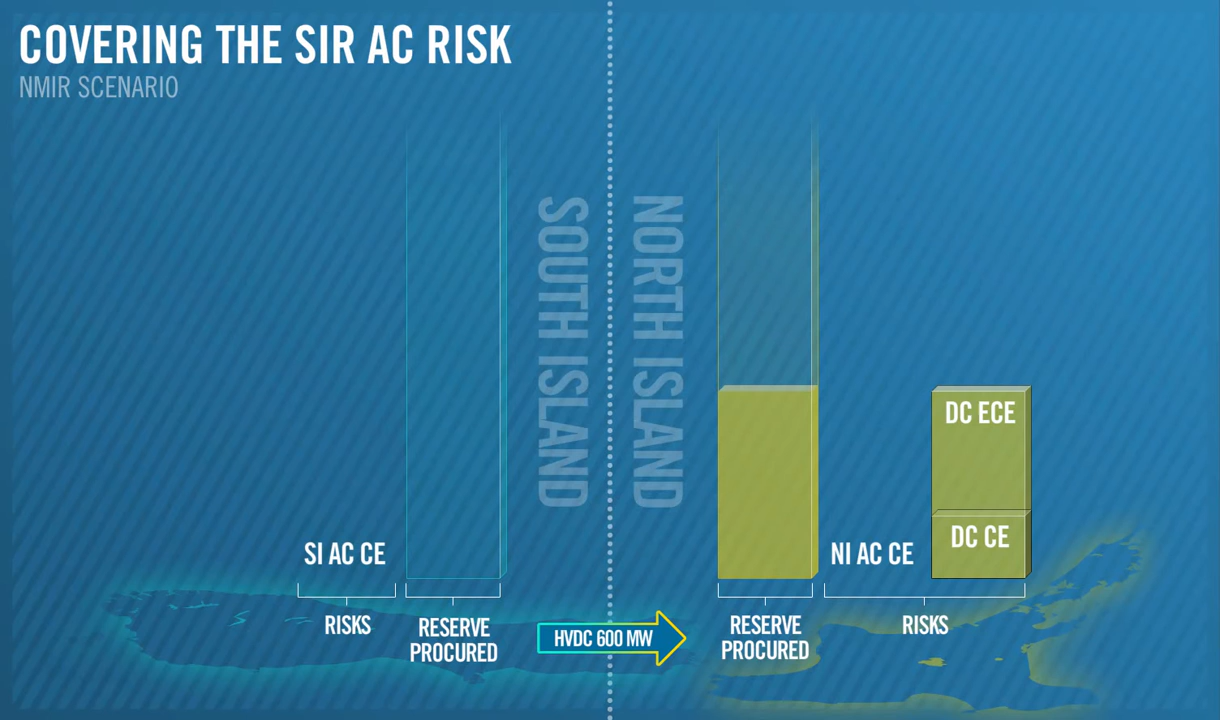 COVERING THE SIR AC RISK
NMIR SCENARIO
SOUTH ISLAND
NORTH ISLAND
DC ECE
DC CE
SI AC CE
NI AC CE
RISKS
RESERVE
PROCURED
HVDC 600 MW
RESERVE
PROCURED
RISKS